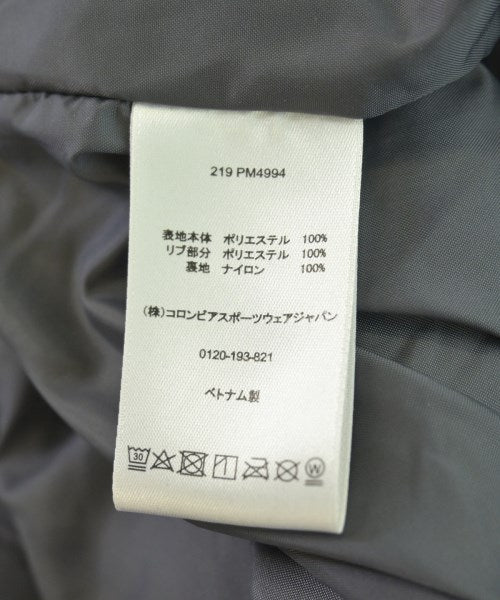 219 PM4994
表地本体 ポリエステル 100%
リブ部分 ポリエステル 100%
裏地 ナイロン 100%
(株)コロンビアスポーツウェアジャパン
0120-193-821
ベトナム製
30 W